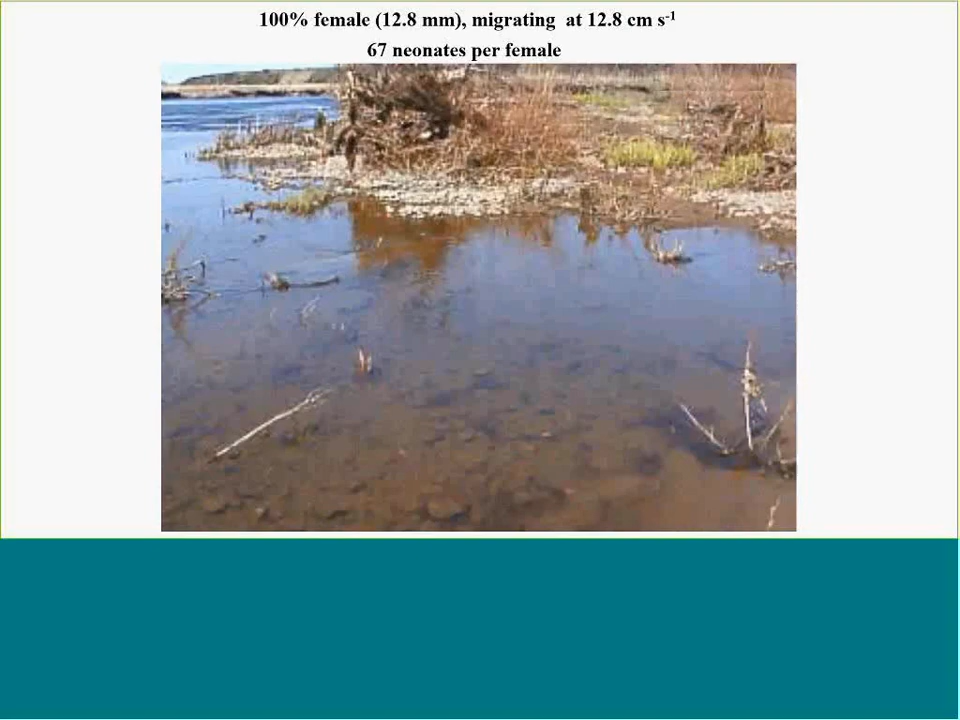 100% female (12.8 mm), migrating at 12.8 cm s⁻¹
67 neonates per female